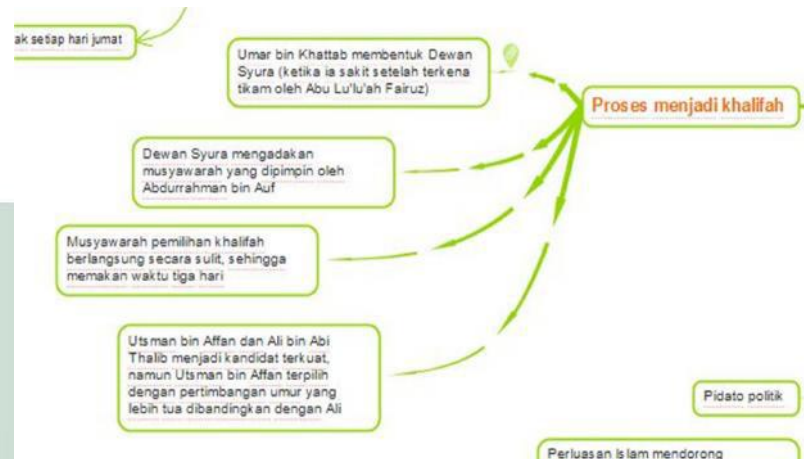 ak setiap hari jumat
Umar bin Khattab membentuk Dewan
Syura (ketika ia sakit setelah terkena
tikam oleh Abu Lu'lu'ah Fairuz)
Proses menjadi khalifah
Dewan Syura mengadakan
musyawarah yang dipimpin oleh
Abdurrahman bin Auf
Musyawarah pemilihan khalifah
berlangsung secara sulit, sehingga
memakan waktu tiga hari
Utsman bin Affan dan Ali bin Abi
Thalib menjadi kandidat terkuat,
namun Utsman bin Affan terpilih
dengan pertimbangan umur yang
lebih tua dibandingkan dengan Ali
Pidato politik
Perluasan Islam mendorong